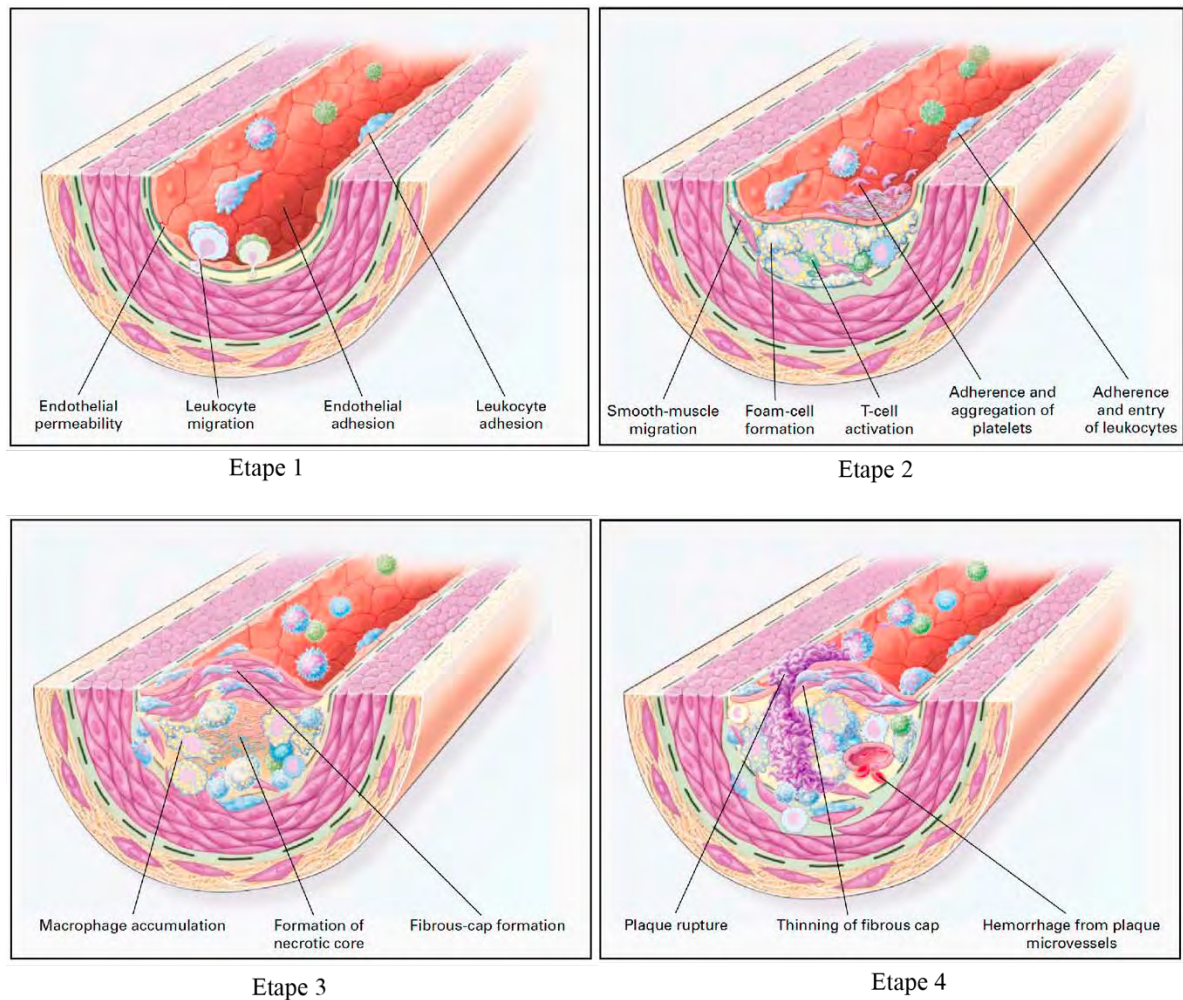 Endothelial
permeability
Leukocyte
migration
Endothelial
adhesion
Leukocyte
adhesion
Etape 1
Smooth-muscle
migration
Foam-cell
formation
T-cell
activation
Adherence and
aggregation of
platelets
Adherence
and entry
of leukocytes
Etape 2
Macrophage accumulation
Formation of
necrotic core
Fibrous-cap formation
Etape 3
Plaque rupture
Thinning of fibrous cap
Hemorrhage from plaque
microvessels
Etape 4